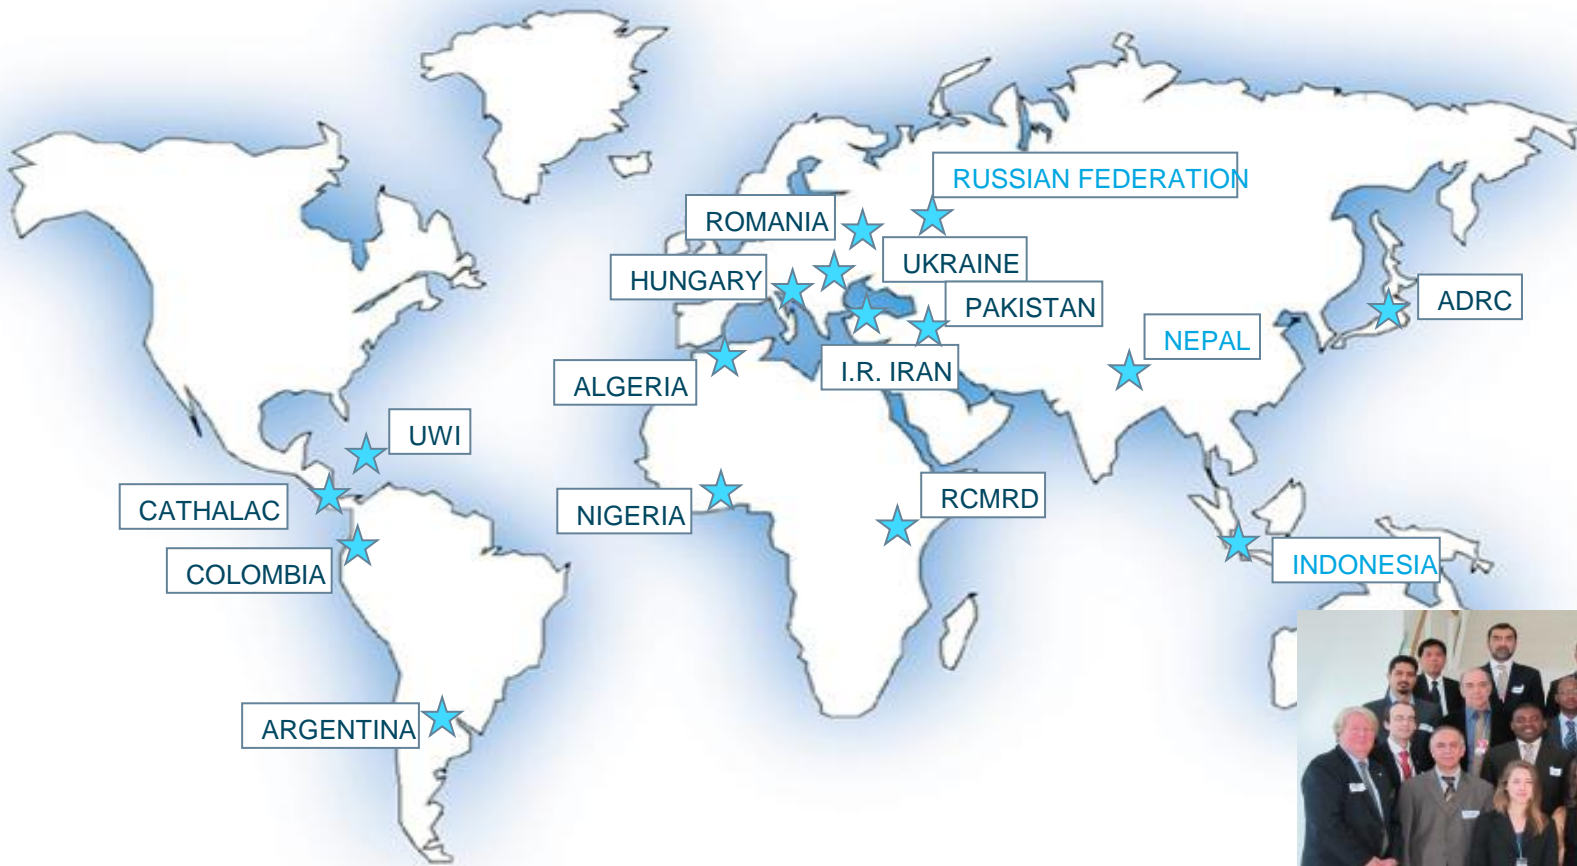 RUSSIAN FEDERATION
ROMANIA
UKRAINE
HUNGARY
PAKISTAN
ADRC
NEPAL
I.R. IRAN
ALGERIA
UWI
RCMRD
CATHALAC
NIGERIA
COLOMBIA
INDONESIA
ARGENTINA